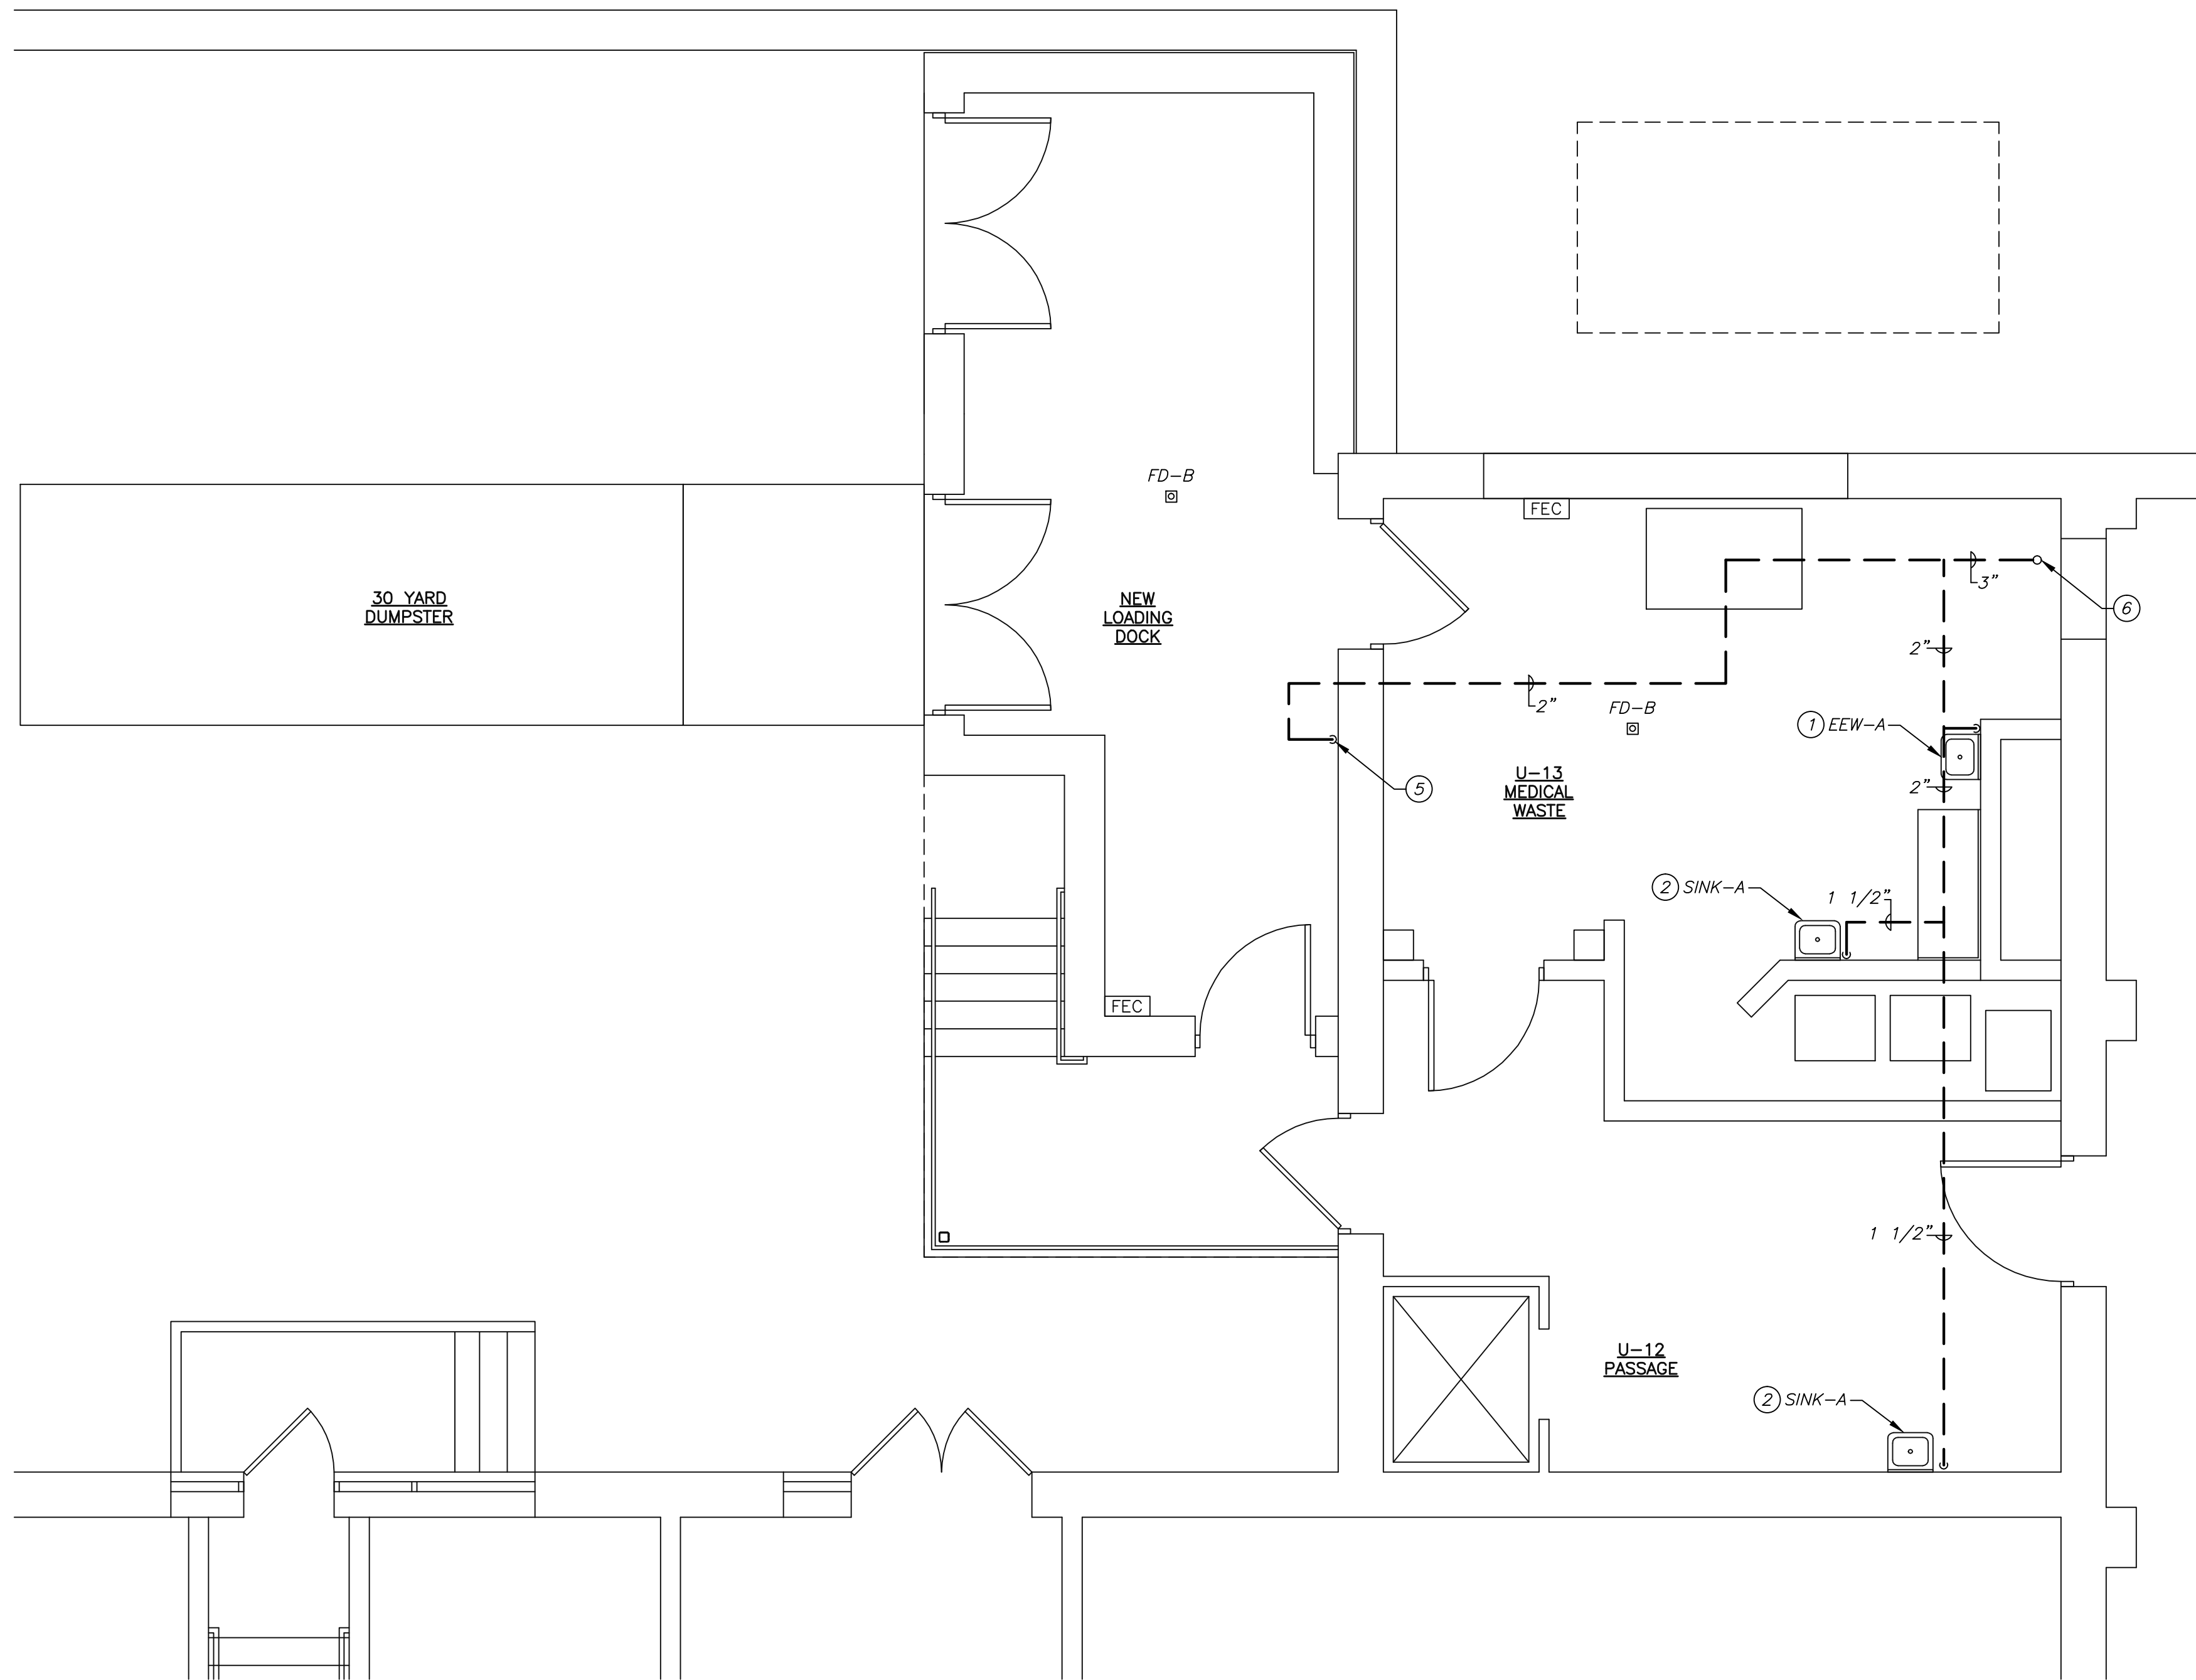 FD-B
FEC
3"
30 YARD
DUMPSTER
NEW
LOADING
DOCK
6
2"
2"
FD-B
1 EEW-A
5
U-13
MEDICAL
WASTE
2"
2 SINK-A
1 1/2"
FEC
1 1/2"
U-12
PASSAGE
2 SINK-A